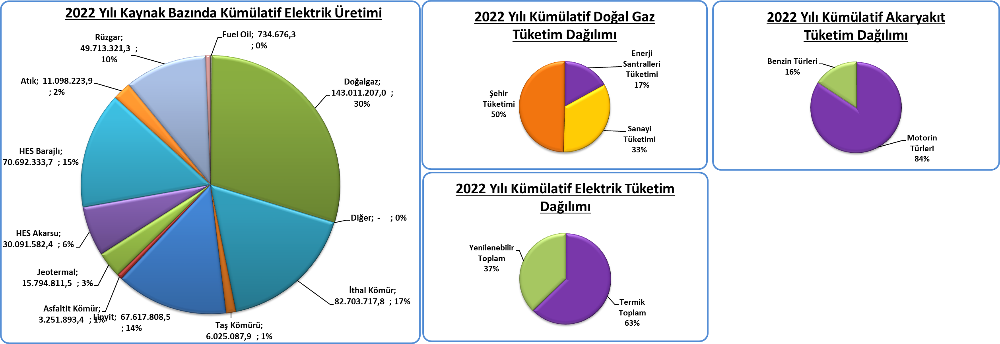 2022 Yılı Kaynak Bazında Kümülatif Elektrik Üretimi
Fuel Oil;  734.676,3
; 0%
Rüzgar;
49.713.321,3  ;
10%
Atık;  11.098.223,9
; 2%
Doğalgaz;
143.011.207,0  ;
30%
HES Barajlı;
70.692.333,7  ; 15%
Diğer;  -    ; 0%
HES Akarsu;
30.091.582,4  ; 6%
Jeotermal;
15.794.811,5  ; 3%
İthal Kömür;
82.703.717,8  ; 17%
Asfaltit Kömür;
3.251.893,4  ; 1%
Linyit;  67.617.808,5
; 14%
Taş Kömürü;
6.025.087,9  ; 1%
2022 Yılı Kümülatif Doğal Gaz
Tüketim Dağılımı
Enerji
Santralleri
Tüketimi
17%
Şehir
Tüketimi
50%
Sanayi
Tüketimi
33%
2022 Yılı Kümülatif Akaryakıt
Tüketim Dağılımı
Benzin Türleri
16%
Motorin
Türleri
84%
2022 Yılı Kümülatif Elektrik Tüketim
Dağılımı
Yenilenebilir
Toplam
37%
Termik
Toplam
63%